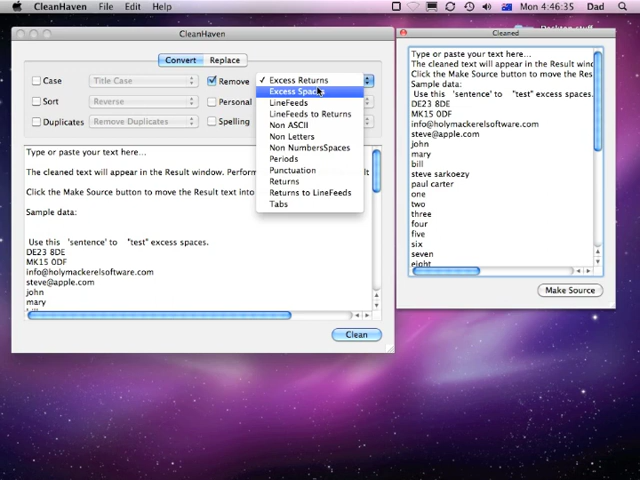 CleanHaven File Edit Help Mon 4:46:35 Dad
CleanHaven
Convert Replace
Case Title Case Remove
Sort Reverse Personal
Duplicates Remove Duplicates Spelling
✓ Excess Returns
Excess Spaces
LineFeeds
LineFeeds to Returns
Non ASCII
Non Letters
Non NumbersSpaces
Periods
Punctuation
Returns
Returns to LineFeeds
Tabs
Type or paste your text here...
The cleaned text will appear in the Result window. Perform
Click the Make Source button to move the Result text into
Sample data:
Use this 'sentence' to "test" excess spaces.
DE23 8DE
MK15 0DF
info@holymackerelsoftware.com
steve@apple.com
john
mary
Clean
Cleaned
Type or paste your text here...
The cleaned text will appear in the Result wind
Click the Make Source button to move the Res
Sample data:
Use this 'sentence' to "test" excess spaces.
DE23 8DE
MK15 0DF
info@holymackerelsoftware.com
steve@apple.com
john
mary
bill
steve sarkoezy
paul carter
one
two
three
four
five
six
seven
eight
Make Source